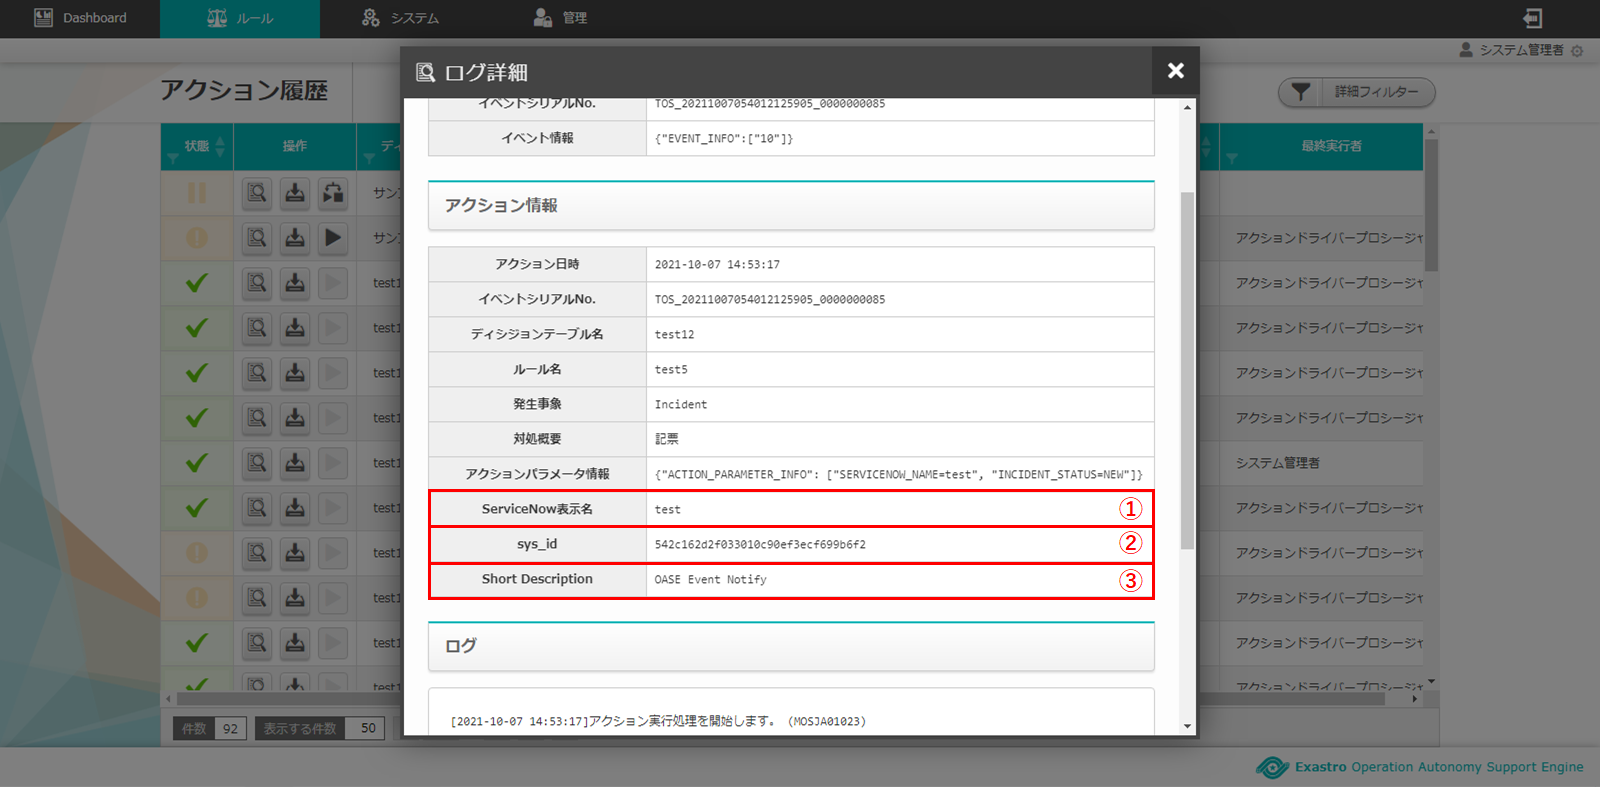 Dashboard ルール システム 管理
システム管理者
アクション履歴
詳細フィルター
状態 操作 ディ 最終実行者
サン
サン アクションドライバープロシージャ
test1 アクションドライバープロシージャ
test1 アクションドライバープロシージャ
test1 アクションドライバープロシージャ
test1 アクションドライバープロシージャ
test1 システム管理者
test1 アクションドライバープロシージャ
test1 アクションドライバープロシージャ
test1 アクションドライバープロシージャ
test1 アクションドライバープロシージャ
test1 アクションドライバープロシージャ
件数 92 表示する件数 50
ログ詳細
イベントシリアルNo. TOS_20211007054012125905_0000000085
イベント情報 {"EVENT_INFO":["10"]}
アクション情報
アクション日時 2021-10-07 14:53:17
イベントシリアルNo. TOS_20211007054012125905_0000000085
ディシジョンテーブル名 test12
ルール名 test5
発生事象 Incident
対処概要 記票
アクションパラメータ情報 {"ACTION_PARAMETER_INFO": ["SERVICENOW_NAME=test", "INCIDENT_STATUS=NEW"]}
ServiceNow表示名 test ①
sys_id 542c162d2f033010c90ef3ecf699b6f2 ②
Short Description OASE Event Notify ③
ログ
[2021-10-07 14:53:17]アクション実行処理を開始します。 (MOSJA01023)
Exastro Operation Autonomy Support Engine